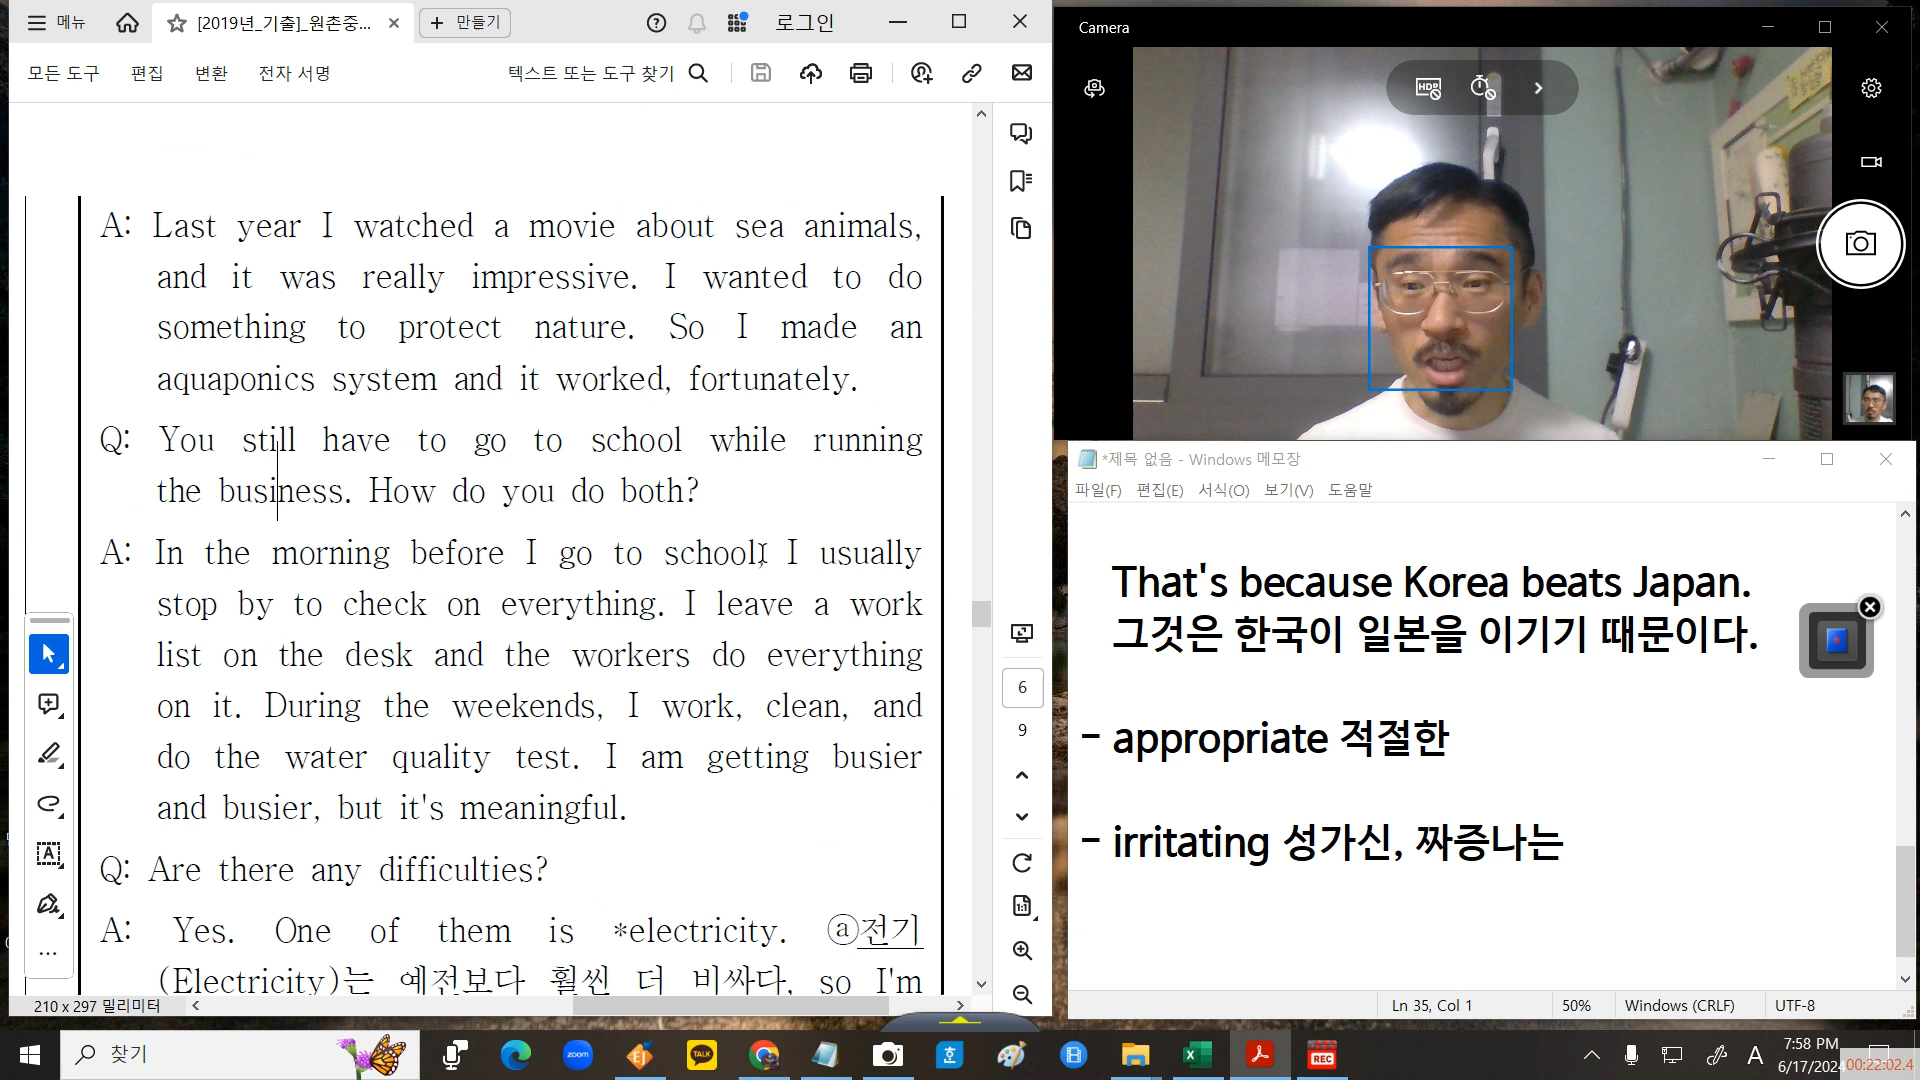 메뉴
[2019년_기출]_원촌중...
만들기
로그인
모든 도구
편집
변환
전자 서명
텍스트 또는 도구 찾기
A: Last year I watched a movie about sea animals,
and it was really impressive. I wanted to do
something to protect nature. So I made an
aquaponics system and it worked, fortunately.
Q: You still have to go to school while running
the business. How do you do both?
A: In the morning before I go to school, I usually
stop by to check on everything. I leave a work
list on the desk and the workers do everything
on it. During the weekends, I work, clean, and
do the water quality test. I am getting busier
and busier, but it's meaningful.
Q: Are there any difficulties?
A: Yes. One of them is *electricity. ⓐ전기
(Electricity)는 예전보다 훨씬 더 비싸다, so I'm
6
9
1:1
210 x 297 밀리미터
Camera
HDR
*제목 없음 - Windows 메모장
파일(F) 편집(E) 서식(O) 보기(V) 도움말
That's because Korea beats Japan.
그것은 한국이 일본을 이기기 때문이다.
- appropriate 적절한
- irritating 성가신, 짜증나는
Ln 35, Col 1
50%
Windows (CRLF)
UTF-8
찾기
zoom
EJ
TALK
REC
A
7:58 PM
6/17/2024
00:22:02.4